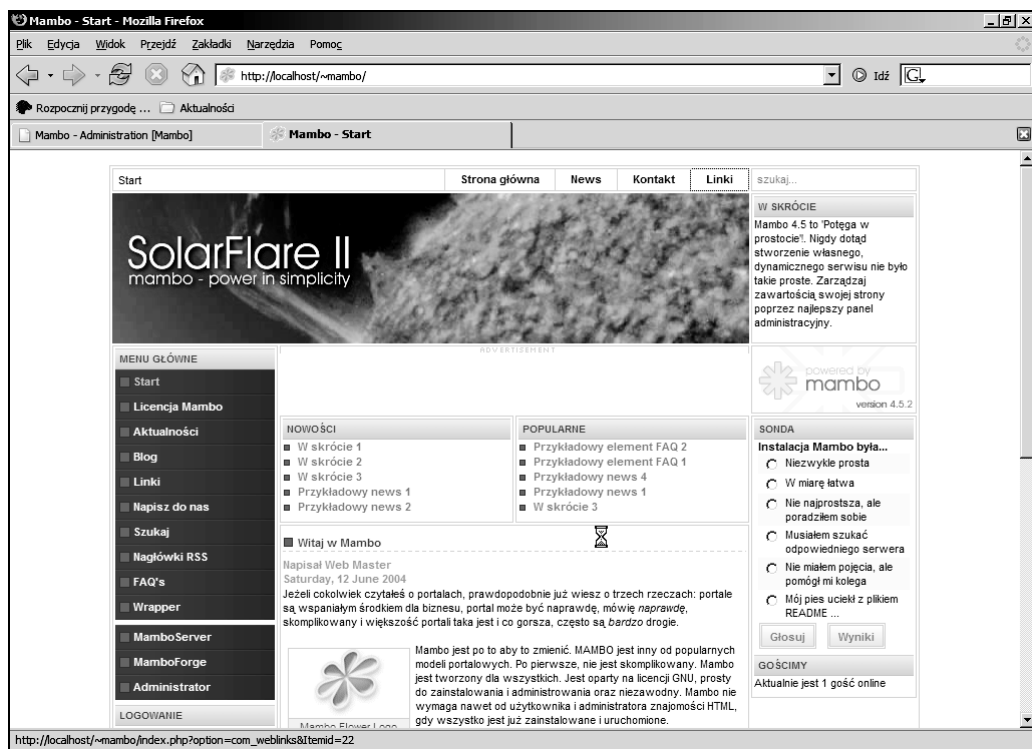 Mambo - Start - Mozilla Firefox
Plik Edycja Widok Przejdź Zakładki Narzędzia Pomoc
http://localhost/~mambo/ Idź G
Rozpocznij przygodę ... Aktualności
Mambo - Administration [Mambo] Mambo - Start
Start Strona główna News Kontakt Linki szukaj...
SolarFlare II
mambo - power in simplicity
W SKRÓCIE
Mambo 4.5 to 'Potęga w
prostocie'!. Nigdy dotąd
stworzenie własnego,
dynamicznego serwisu nie było
takie proste. Zarządzaj
zawartością swojej strony
poprzez najlepszy panel
administracyjny.
MENU GŁÓWNE
Start
Licencja Mambo
Aktualności
Blog
Linki
Napisz do nas
Szukaj
Nagłówki RSS
FAQ's
Wrapper
MamboServer
MamboForge
Administrator
LOGOWANIE
ADVERTISEMENT
NOWOŚCI
W skrócie 1
W skrócie 2
W skrócie 3
Przykładowy news 1
Przykładowy news 2
POPULARNE
Przykładowy element FAQ 2
Przykładowy element FAQ 1
Przykładowy news 4
Przykładowy news 1
W skrócie 3
Witaj w Mambo
Napisał Web Master
Saturday, 12 June 2004
Jeżeli cokolwiek czytałeś o portalach, prawdopodobnie już wiesz o trzech rzeczach: portale
są wspaniałym środkiem dla biznesu, portal może być naprawdę, mówię naprawdę,
skomplikowany i większość portali taka jest i co gorsza, często są bardzo drogie.
Mambo jest po to aby to zmienić. MAMBO jest inny od popularnych
modeli portalowych. Po pierwsze, nie jest skomplikowany. Mambo
jest tworzony dla wszystkich. Jest oparty na licencji GNU, prosty
do zainstalowania i administrowania oraz niezawodny. Mambo nie
wymaga nawet od użytkownika i administratora znajomości HTML,
gdy wszystko jest już zainstalowane i uruchomione.
Mambo Flower Logo
powered by
mambo
version 4.5.2
SONDA
Instalacja Mambo była...
Niezwykle prosta
W miarę łatwa
Nie najprostsza, ale
poradziłem sobie
Musiałem szukać
odpowiedniego serwera
Nie miałem pojęcia, ale
pomógł mi kolega
Mój pies uciekł z plikiem
README ...
Głosuj Wyniki
GOŚCIMY
Aktualnie jest 1 gość online
http://localhost/~mambo/index.php?option=com_weblinks&Itemid=22